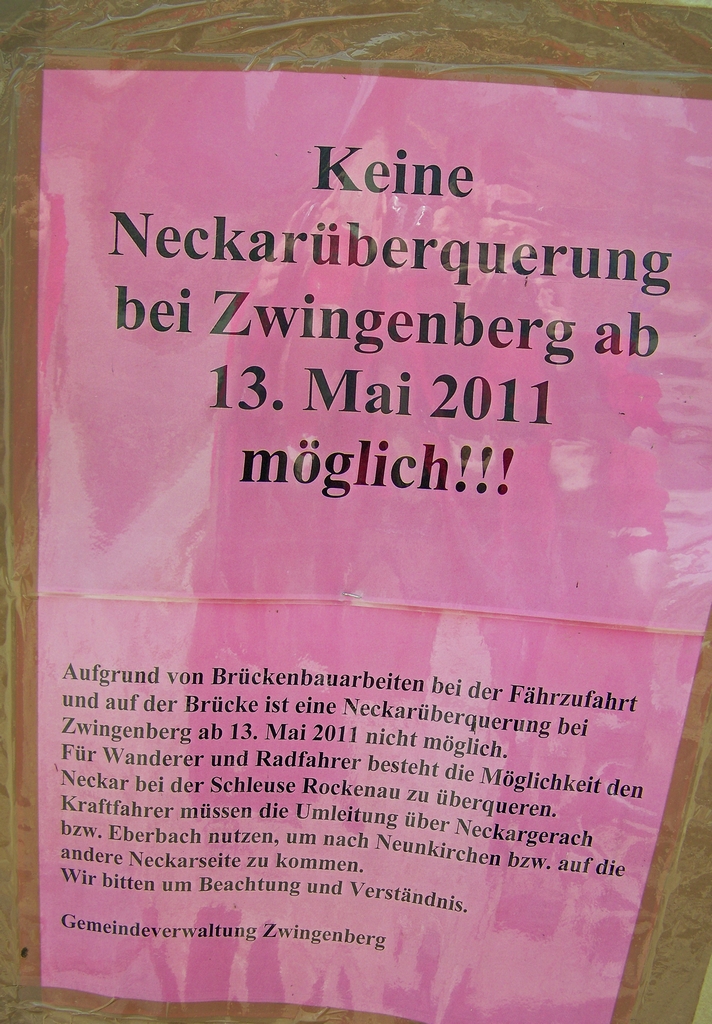 Keine
Neckarüberquerung
bei Zwingenberg ab
13. Mai 2011
möglich!!!
Aufgrund von Brückenbauarbeiten bei der Fährzufahrt
und auf der Brücke ist eine Neckarüberquerung bei
Zwingenberg ab 13. Mai 2011 nicht möglich.
Für Wanderer und Radfahrer besteht die Möglichkeit den
Neckar bei der Schleuse Rockenau zu überqueren.
Kraftfahrer müssen die Umleitung über Neckargerach
bzw. Eberbach nutzen, um nach Neunkirchen bzw. auf die
andere Neckarseite zu kommen.
Wir bitten um Beachtung und Verständnis.
Gemeindeverwaltung Zwingenberg